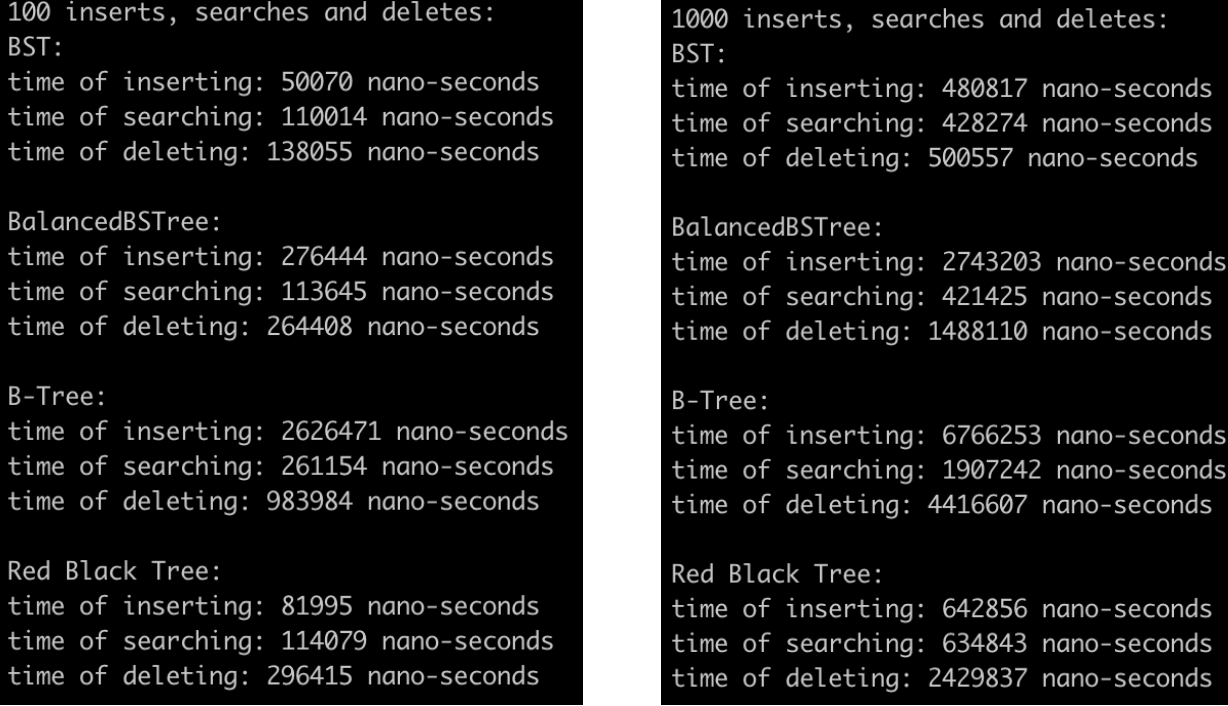 100 inserts, searches and deletes:
BST:
time of inserting: 50070 nano-seconds
time of searching: 110014 nano-seconds
time of deleting: 138055 nano-seconds
BalancedBSTree:
time of inserting: 276444 nano-seconds
time of searching: 113645 nano-seconds
time of deleting: 264408 nano-seconds
B-Tree:
time of inserting: 2626471 nano-seconds
time of searching: 261154 nano-seconds
time of deleting: 983984 nano-seconds
Red Black Tree:
time of inserting: 81995 nano-seconds
time of searching: 114079 nano-seconds
time of deleting: 296415 nano-seconds
1000 inserts, searches and deletes:
BST:
time of inserting: 480817 nano-seconds
time of searching: 428274 nano-seconds
time of deleting: 500557 nano-seconds
BalancedBSTree:
time of inserting: 2743203 nano-seconds
time of searching: 421425 nano-seconds
time of deleting: 1488110 nano-seconds
B-Tree:
time of inserting: 6766253 nano-seconds
time of searching: 1907242 nano-seconds
time of deleting: 4416607 nano-seconds
Red Black Tree:
time of inserting: 642856 nano-seconds
time of searching: 634843 nano-seconds
time of deleting: 2429837 nano-seconds